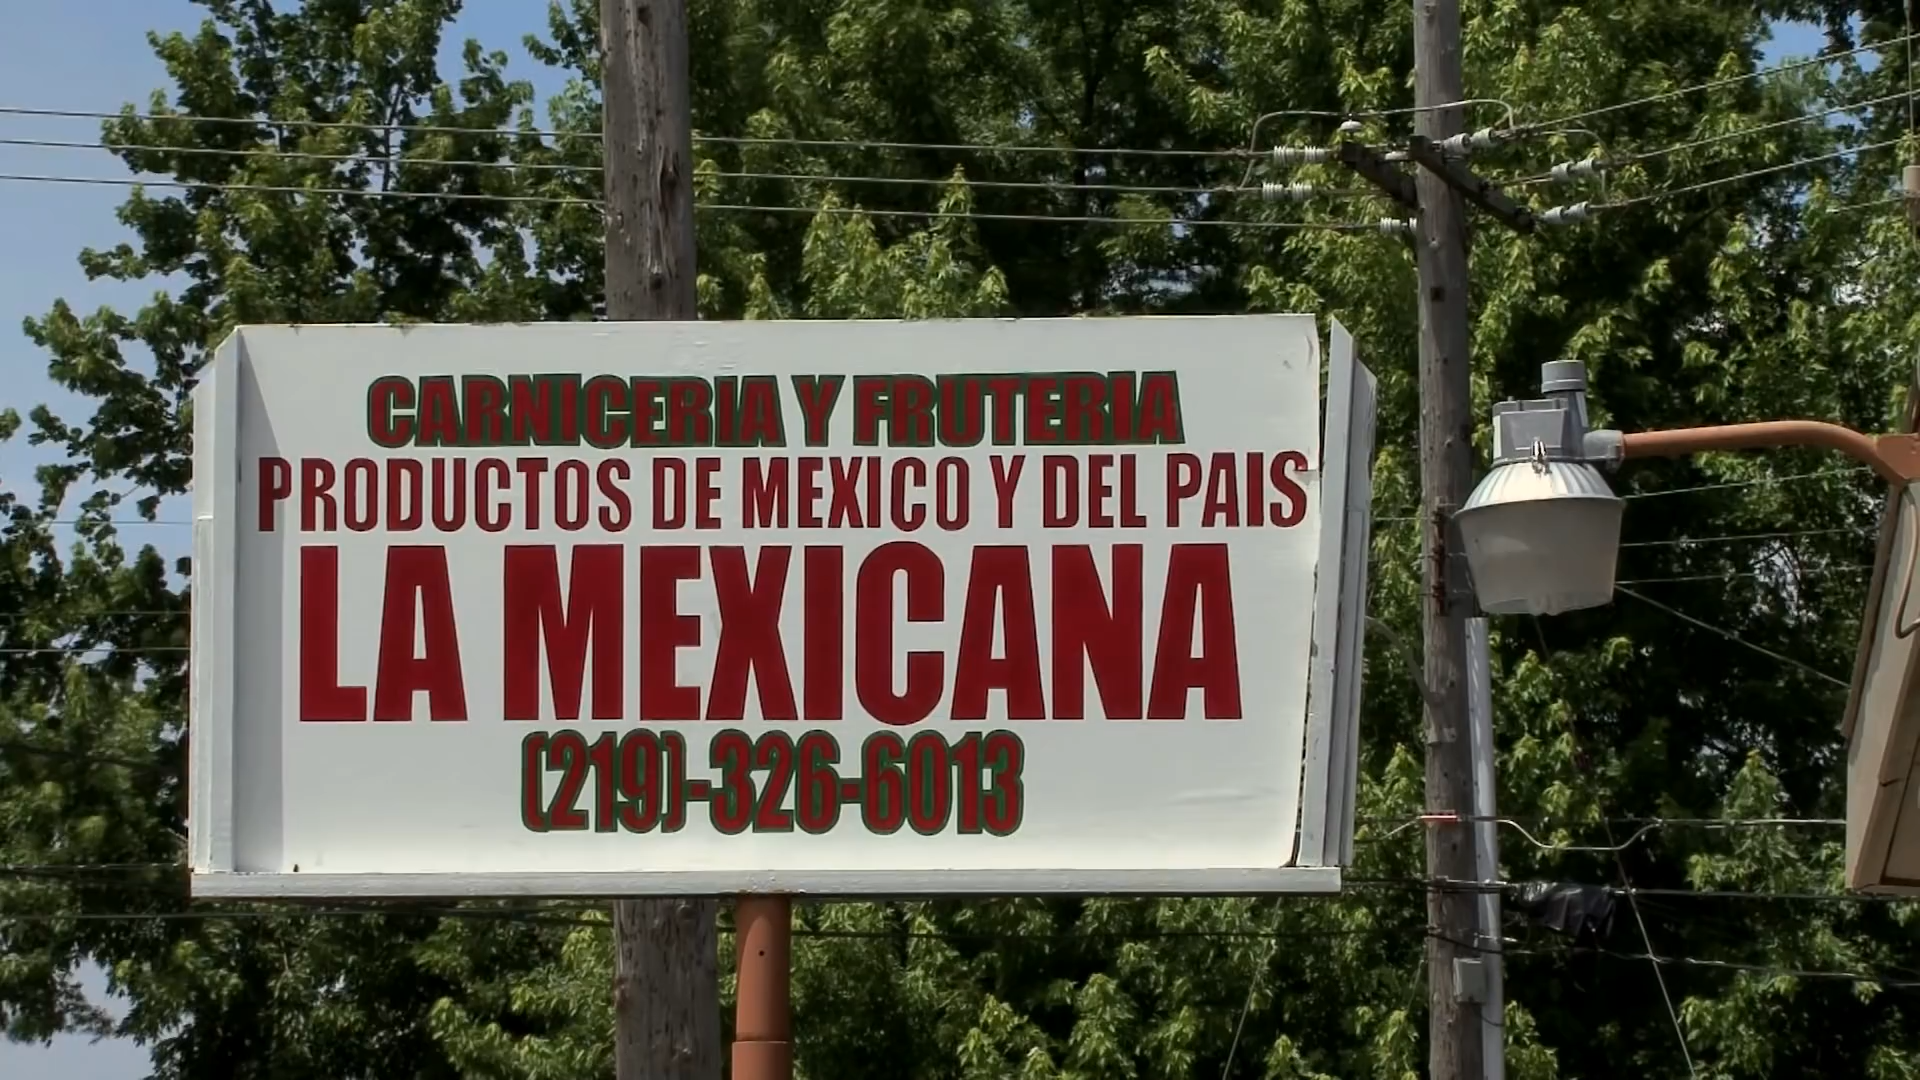 CARNICERIA Y FRUTERIA
PRODUCTOS DE MEXICO Y DEL PAIS
LA MEXICANA
(219)-326-6013